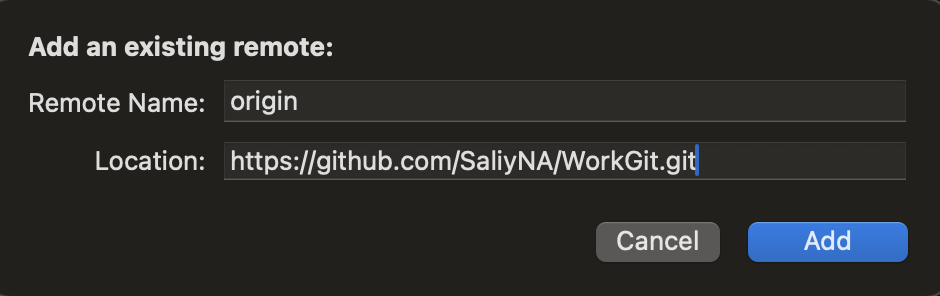 Add an existing remote:
Remote Name: origin
Location: https://github.com/SaliyNA/WorkGit.git
Cancel Add